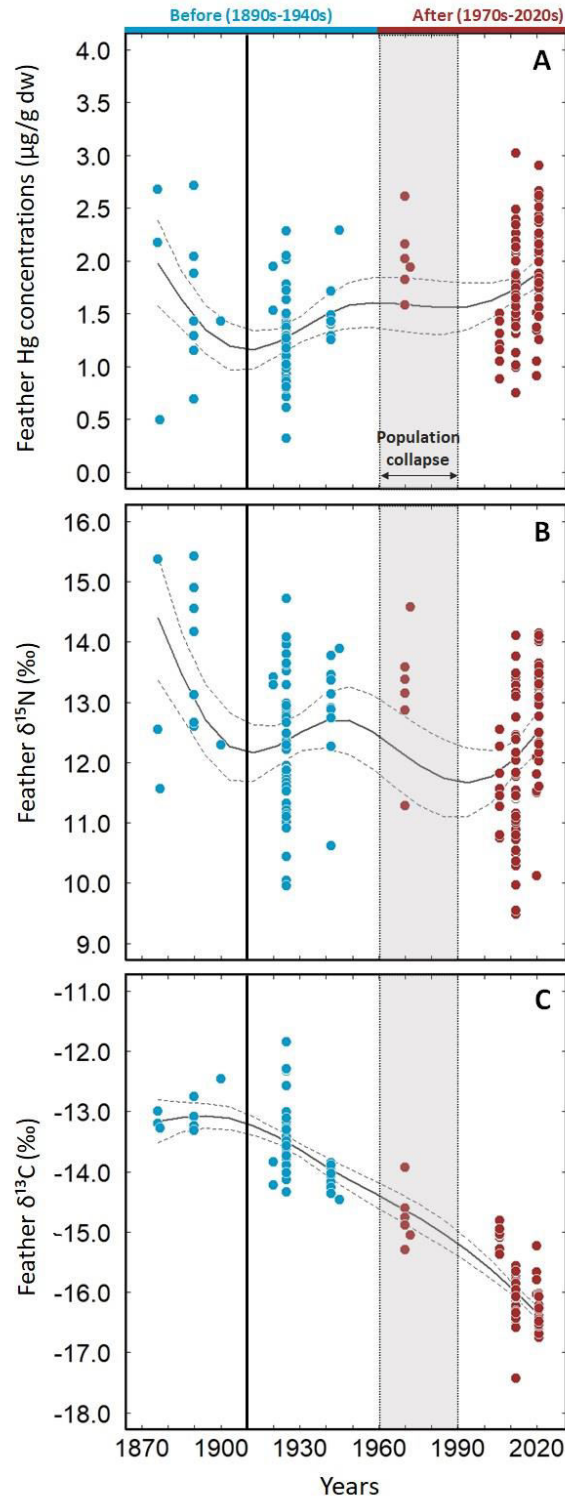 Before (1890s-1940s) After (1970s-2020s)
A
Feather Hg concentrations (µg/g dw)
4.0
3.5
3.0
2.5
2.0
1.5
1.0
0.5
0.0
Population
collapse
B
Feather δ¹⁵N (‰)
16.0
15.0
14.0
13.0
12.0
11.0
10.0
9.0
C
Feather δ¹³C (‰)
-11.0
-12.0
-13.0
-14.0
-15.0
-16.0
-17.0
-18.0
1870 1900 1930 1960 1990 2020
Years